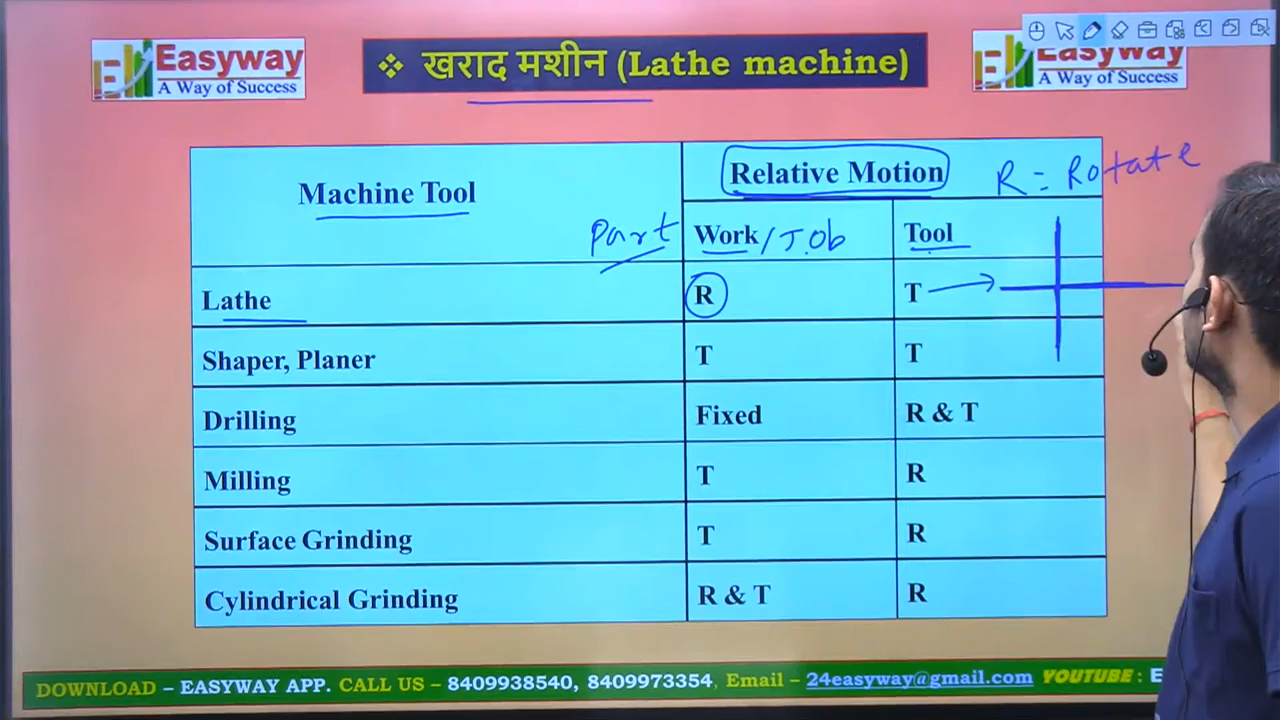 Easyway
A Way of Success
❖ खराद मशीन (Lathe machine)
Easyway
A Way of Success
Machine Tool
Relative Motion
R = Rotate
Part
Work / Job
Tool
Lathe R T
Shaper, Planer T T
Drilling Fixed R & T
Milling T R
Surface Grinding T R
Cylindrical Grinding R & T R
DOWNLOAD – EASYWAY APP. CALL US – 8409938540, 8409973354, Email – 24easyway@gmail.com YOUTUBE : E